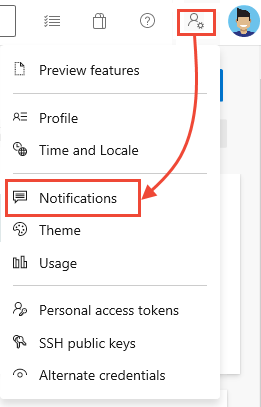 Preview features
Profile
Time and Locale
Notifications
Theme
Usage
Personal access tokens
SSH public keys
Alternate credentials